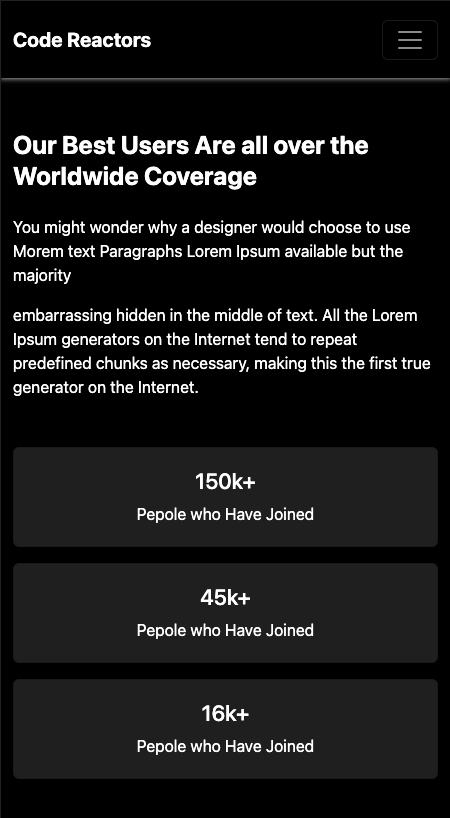 Code Reactors
Our Best Users Are all over the
Worldwide Coverage
You might wonder why a designer would choose to use
Morem text Paragraphs Lorem Ipsum available but the
majority
embarrassing hidden in the middle of text. All the Lorem
Ipsum generators on the Internet tend to repeat
predefined chunks as necessary, making this the first true
generator on the Internet.
150k+
Pepole who Have Joined
45k+
Pepole who Have Joined
16k+
Pepole who Have Joined